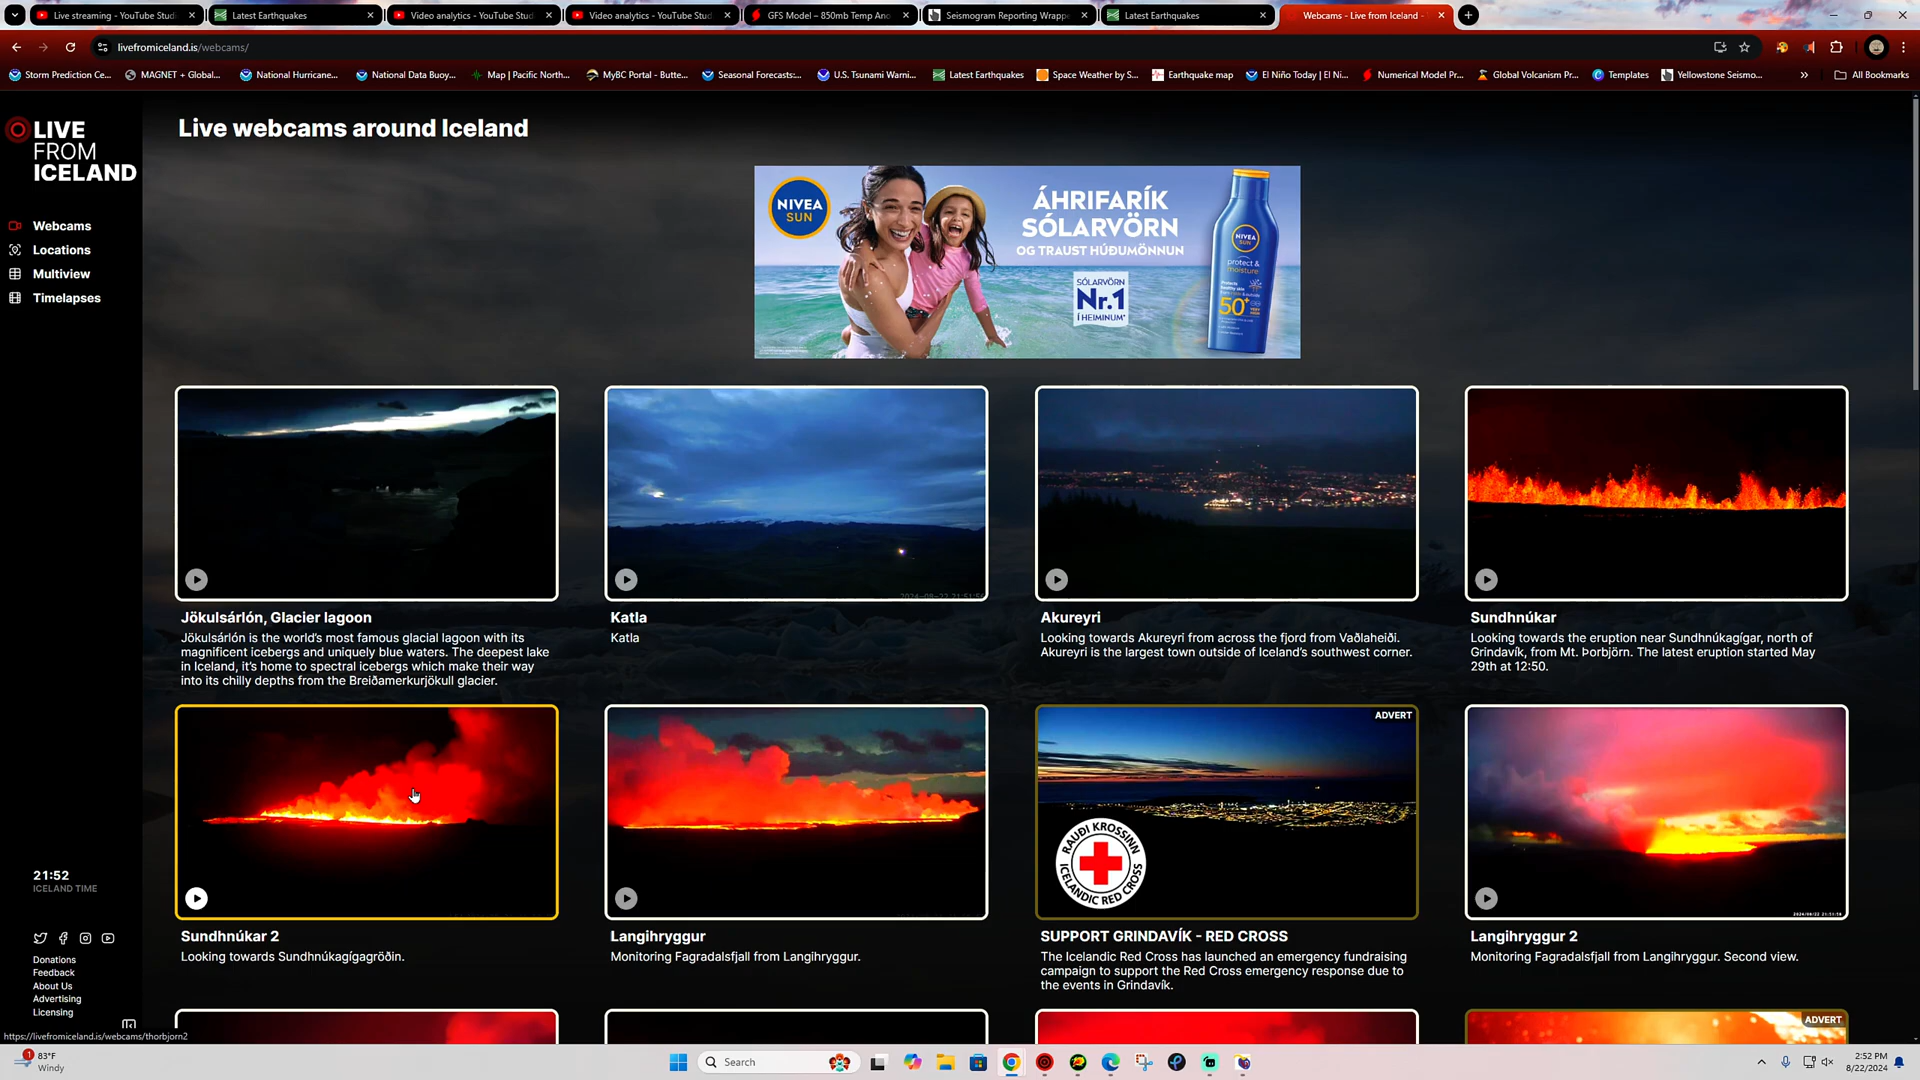 Live streaming - YouTube Studi
Latest Earthquakes
Video analytics - YouTube Stud
Video analytics - YouTube Stud
GFS Model – 850mb Temp Ano
Seismogram Reporting Wrappe
Latest Earthquakes
Webcams - Live from Iceland -
livefromiceland.is/webcams/
Storm Prediction Ce...
MAGNET + Global...
National Hurricane...
National Data Buoy...
Map | Pacific North...
MyBC Portal - Butte...
Seasonal Forecasts:...
U.S. Tsunami Warni...
Latest Earthquakes
Space Weather by S...
Earthquake map
El Niño Today | El Ni...
Numerical Model Pr...
Global Volcanism Pr...
Templates
Yellowstone Seismo...
All Bookmarks
LIVE
FROM
ICELAND
Webcams
Locations
Multiview
Timelapses
Live webcams around Iceland
NIVEA
SUN
ÁHRIFARÍK
SÓLARVÖRN
OG TRAUST HÚÐUMÖNNUN
SÓLARVÖRN
Nr.1
Í HEIMINUM*
NIVEA
SUN
protect &
moisture
50+
Jökulsárlón, Glacier lagoon
Jökulsárlón is the world's most famous glacial lagoon with its
magnificent icebergs and uniquely blue waters. The deepest lake
in Iceland, it's home to spectral icebergs which make their way
into its chilly depths from the Breiðamerkurjökull glacier.
Katla
Katla
Akureyri
Looking towards Akureyri from across the fjord from Vaðlaheiði.
Akureyri is the largest town outside of Iceland's southwest corner.
Sundhnúkar
Looking towards the eruption near Sundhnúkagígar, north of
Grindavík, from Mt. Þorbjörn. The latest eruption started May
29th at 12:50.
Sundhnúkar 2
Looking towards Sundhnúkagígagröðin.
Langihryggur
Monitoring Fagradalsfjall from Langihryggur.
ADVERT
RAUÐI KROSSINN
ICELANDIC RED CROSS
SUPPORT GRINDAVÍK - RED CROSS
The Icelandic Red Cross has launched an emergency fundraising
campaign to support the Red Cross emergency response due to
the events in Grindavík.
Langihryggur 2
Monitoring Fagradalsfjall from Langihryggur. Second view.
ADVERT
21:52
ICELAND TIME
Donations
Feedback
About Us
Advertising
Licensing
https://livefromiceland.is/webcams/thorbjorn2
1
83°F
Windy
Search
2:52 PM
8/22/2024